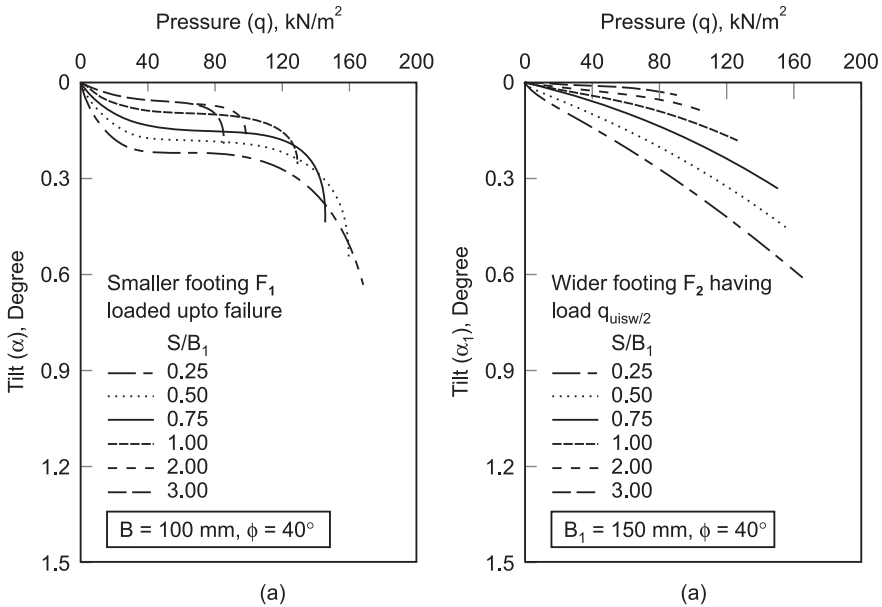 Pressure (q), kN/m²
0 40 80 120 160 200
0
0.3
0.6
0.9
1.2
1.5
Tilt (α), Degree
Smaller footing F₁
loaded upto failure
S/B₁
0.25
0.50
0.75
1.00
2.00
3.00
B = 100 mm, ϕ = 40°
(a)
Pressure (q), kN/m²
0 40 80 120 160 200
0
0.3
0.6
0.9
1.2
1.5
Tilt (α₁), Degree
Wider footing F₂ having
load q_uisw/2
S/B₁
0.25
0.50
0.75
1.00
2.00
3.00
B₁ = 150 mm, ϕ = 40°
(a)